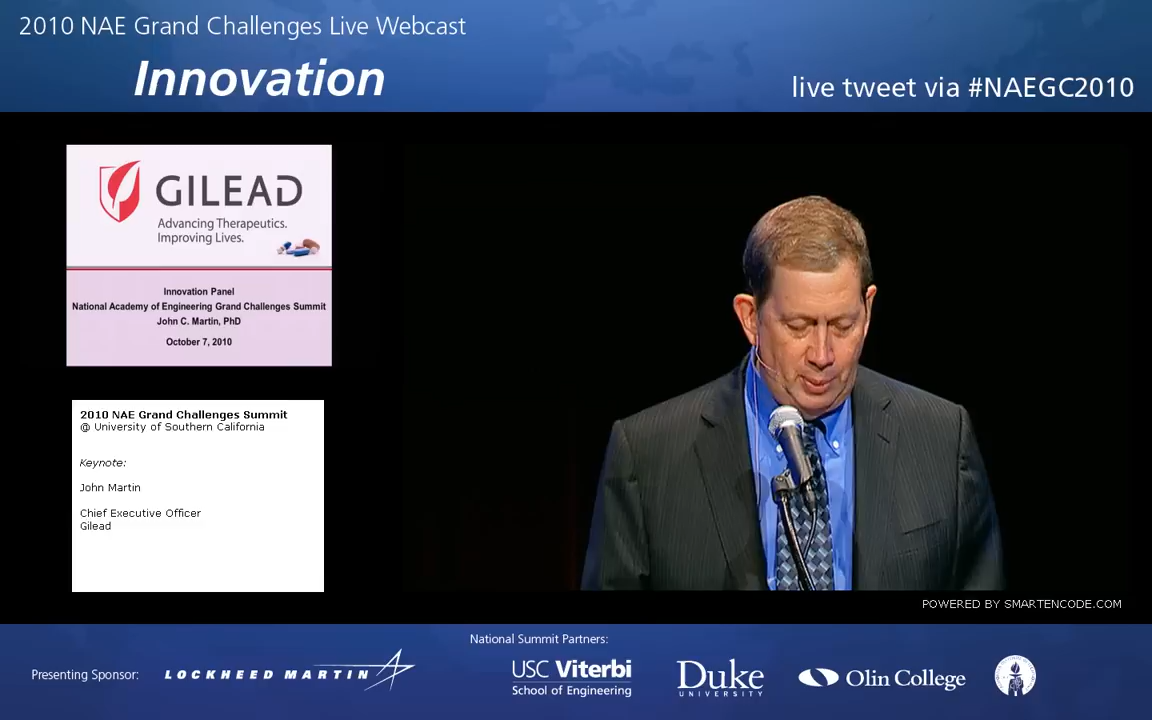 2010 NAE Grand Challenges Live Webcast
Innovation
live tweet via #NAEGC2010
GILEAD
Advancing Therapeutics.
Improving Lives.
Innovation Panel
National Academy of Engineering Grand Challenges Summit
John C. Martin, PhD
October 7, 2010
2010 NAE Grand Challenges Summit
@ University of Southern California
Keynote:
John Martin
Chief Executive Officer
Gilead
POWERED BY SMARTENCODE.COM
National Summit Partners:
Presenting Sponsor:
LOCKHEED MARTIN
USC Viterbi
School of Engineering
Duke
UNIVERSITY
Olin College